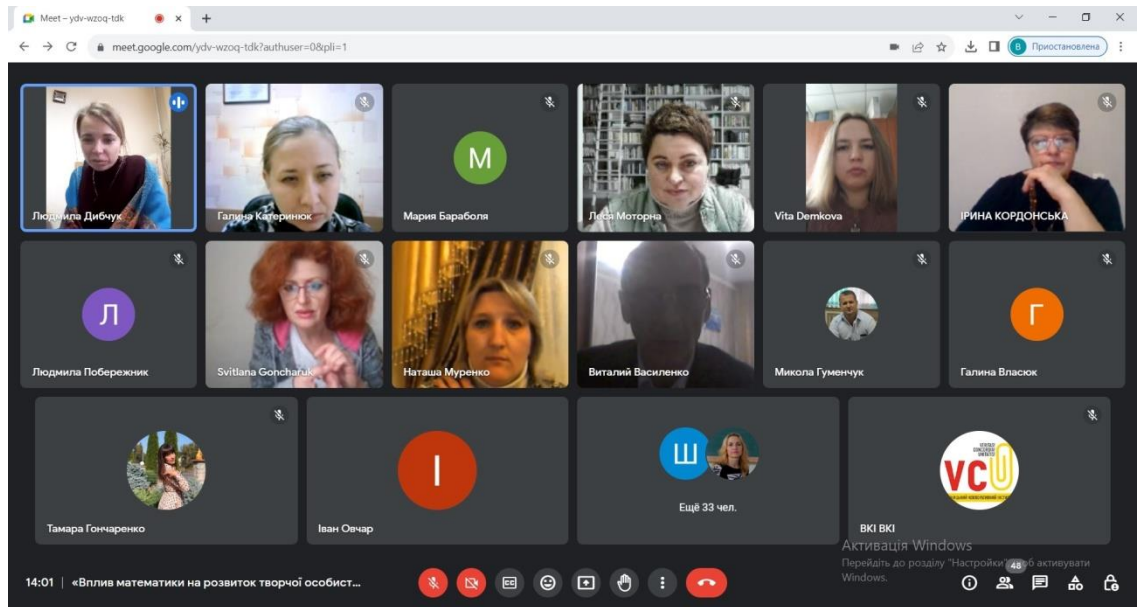 Meet – ydv-wzoq-tdk
meet.google.com/ydv-wzoq-tdk?authuser=0&pli=1
В
Приостановлена
Людмила Дибчук
Галина Катеринюк
М
Мария Бараболя
Леся Моторна
Vita Demkova
ІРИНА КОРДОНСЬКА
Л
Людмила Побережник
Svitlana Goncharuk
Наташа Муренко
Виталий Василенко
Микола Гуменчук
Г
Галина Власюк
Тамара Гончаренко
І
Іван Овчар
Ш
Ещё 33 чел.
VCU
ВКІ ВКІ
Активація Windows
Перейдіть до розділу "Настройки"
об активувати
Windows.
14:01 | «Вплив математики на розвиток творчої особист...
48